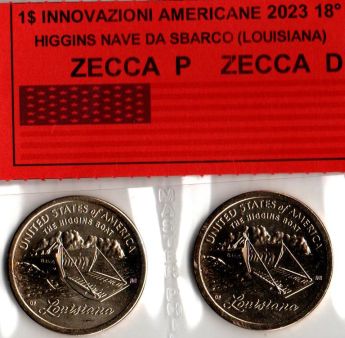 1$ INNOVAZIONI AMERICANE 2023 18°
HIGGINS NAVE DA SBARCO (LOUISIANA)
ZECCA P ZECCA D
UNITED STATES of AMERICA
THE HIGGINS BOAT
Louisiana
UNITED STATES of AMERICA
THE HIGGINS BOAT
Louisiana